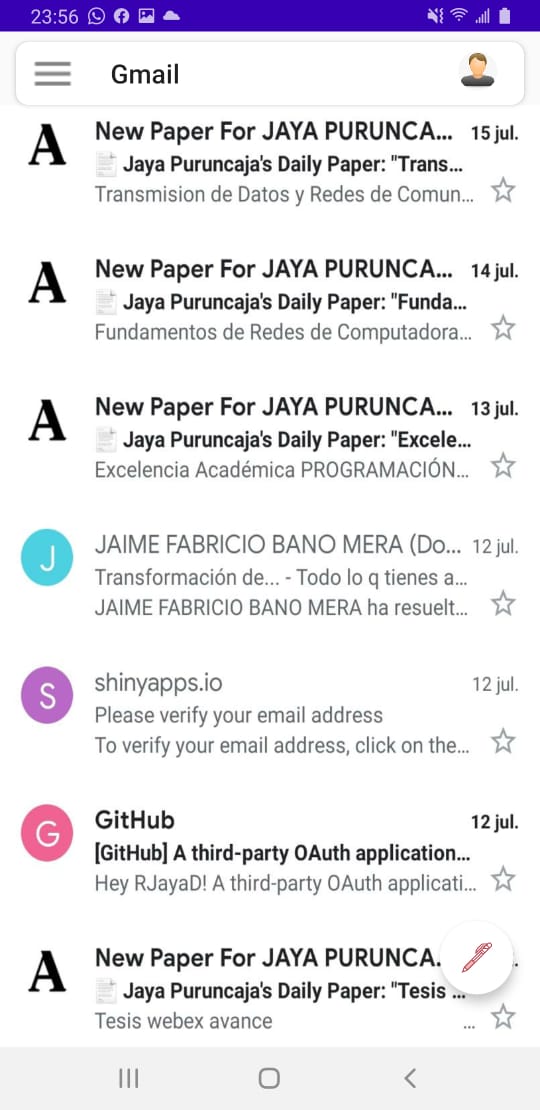 23:56
Gmail
A
New Paper For JAYA PURUNCA... 15 jul.
Jaya Puruncaja's Daily Paper: "Trans...
Transmision de Datos y Redes de Comun...
A
New Paper For JAYA PURUNCA... 14 jul.
Jaya Puruncaja's Daily Paper: "Funda...
Fundamentos de Redes de Computadora...
A
New Paper For JAYA PURUNCA... 13 jul.
Jaya Puruncaja's Daily Paper: "Excele...
Excelencia Académica PROGRAMACIÓN...
J
JAIME FABRICIO BANO MERA (Do... 12 jul.
Transformación de... - Todo lo q tienes a...
JAIME FABRICIO BANO MERA ha resuelt...
S
shinyapps.io 12 jul.
Please verify your email address
To verify your email address, click on the...
G
GitHub 12 jul.
[GitHub] A third-party OAuth application...
Hey RJayaD! A third-party OAuth applicati...
A
New Paper For JAYA PURUNCA.
Jaya Puruncaja's Daily Paper: "Tesis ...
Tesis webex avance ...